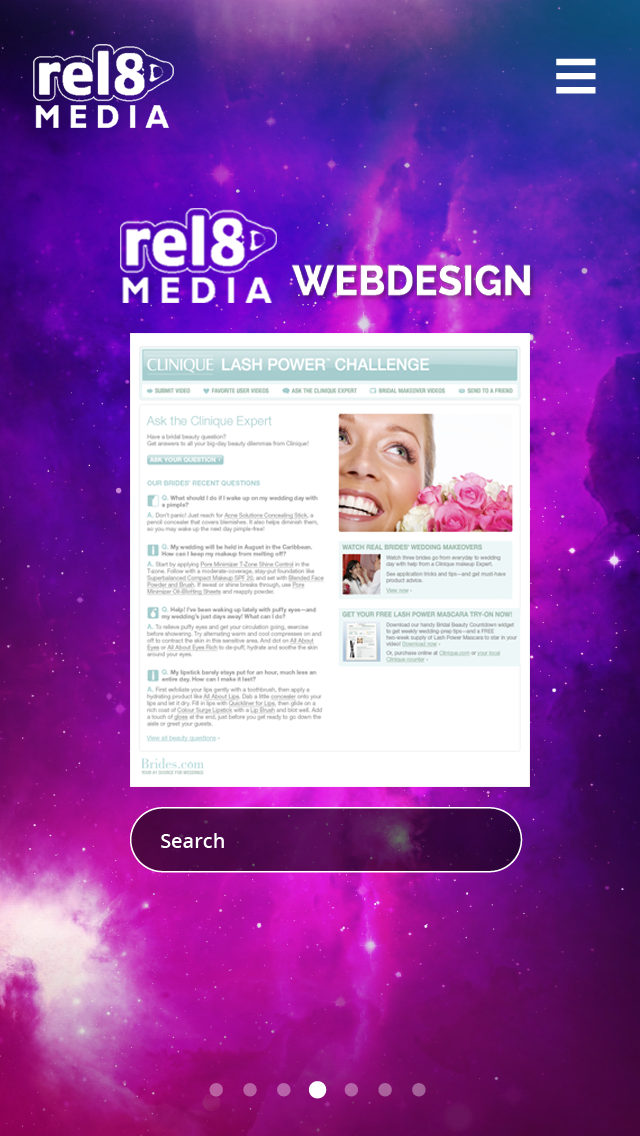 rel8
MEDIA
rel8
MEDIA WEBDESIGN
CLINIQUE LASH POWER™ CHALLENGE
SUBMIT VIDEO FAVORITE USER VIDEOS ASK THE CLINIQUE EXPERT BRIDAL MAKEOVER VIDEOS SEND TO A FRIEND
Ask the Clinique Expert
Have a bridal beauty question?
Get answers to all your big-day beauty dilemmas from Clinique!
ASK YOUR QUESTION ›
OUR BRIDES' RECENT QUESTIONS
Q. What should I do if I wake up on my wedding day with
a pimple?
A. Don't panic! Just reach for Acne Solutions Concealing Stick, a
pencil concealer that covers blemishes. It also helps diminish them,
so you may wake up the next day pimple-free!
Q. My wedding will be held in August in the Caribbean.
How can I keep my makeup from melting off?
A. Start by applying Pore Minimizer T-Zone Shine Control in the
T-zone. Follow with a moderate-coverage, stay-put foundation like
Superbalanced Compact Makeup SPF 20, and set with Blended Face
Powder and Brush. If sweat or shine breaks through, use Pore
Minimizer Oil-Blotting Sheets and reapply powder.
Q. Help! I've been waking up lately with puffy eyes—and
my wedding's just days away! What can I do?
A. To relieve puffy eyes and get your circulation going, exercise
before showering. Try alternating warm and cool compresses on and
off to contract the skin in this sensitive area. And dot on All About
Eyes or All About Eyes Rich to de-puff, hydrate and soothe the skin
around your eyes.
Q. My lipstick barely stays put for an hour, much less an
entire day. How can I make it last?
A. First exfoliate your lips gently with a toothbrush, then apply a
hydrating product like All About Lips. Dab a little concealer onto your
lips and let it dry. Fill in lips with Quickliner for Lips, then glide on a
rich coat of Colour Surge Lipstick with a Lip Brush and blot well. Add
a touch of gloss at the end, just before you get ready to go down the
aisle or greet your guests.
View all beauty questions ›
WATCH REAL BRIDES' WEDDING MAKEOVERS
Watch three brides go from everyday to wedding
day with help from a Clinique makeup Expert.
See application tricks and tips—and get must have
product advice.
View now ›
GET YOUR FREE LASH POWER MASCARA TRY-ON NOW!
Download our handy Bridal Beauty Countdown widget
to get weekly wedding prep tips—and a FREE
two-week supply of Lash Power Mascara to star in your
video! Download now ›
Or, purchase online at Clinique.com or your local
Clinique counter ›
Brides.com
YOUR #1 SOURCE FOR WEDDINGS
Search